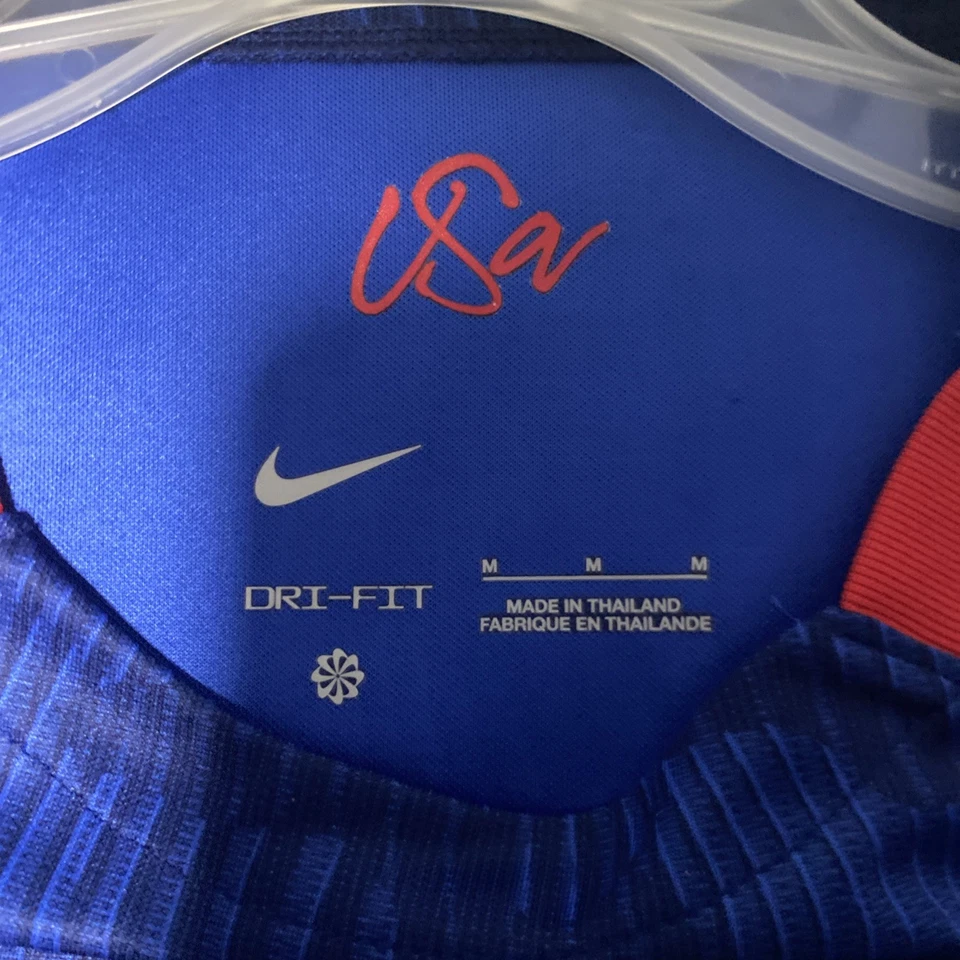 USA
DRI-FIT
M M M
MADE IN THAILAND
FABRIQUE EN THAILANDE